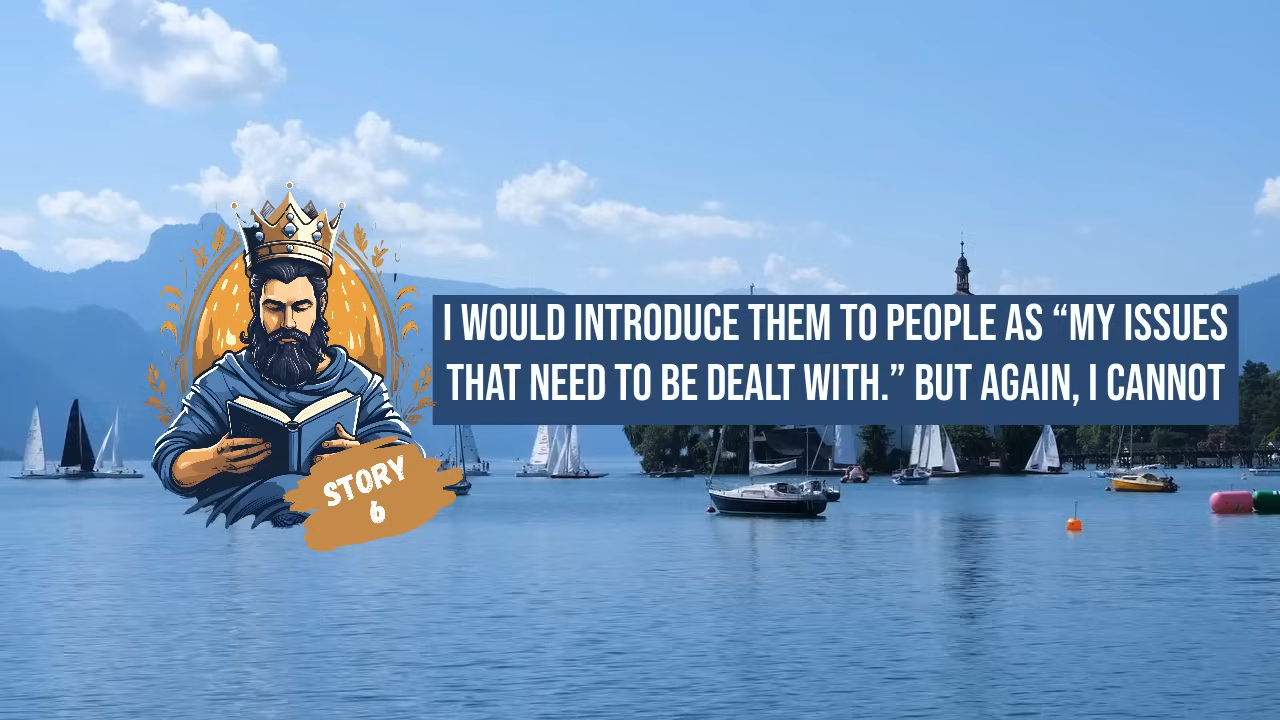 I WOULD INTRODUCE THEM TO PEOPLE AS “MY ISSUES
THAT NEED TO BE DEALT WITH.” BUT AGAIN, I CANNOT
STORY
6